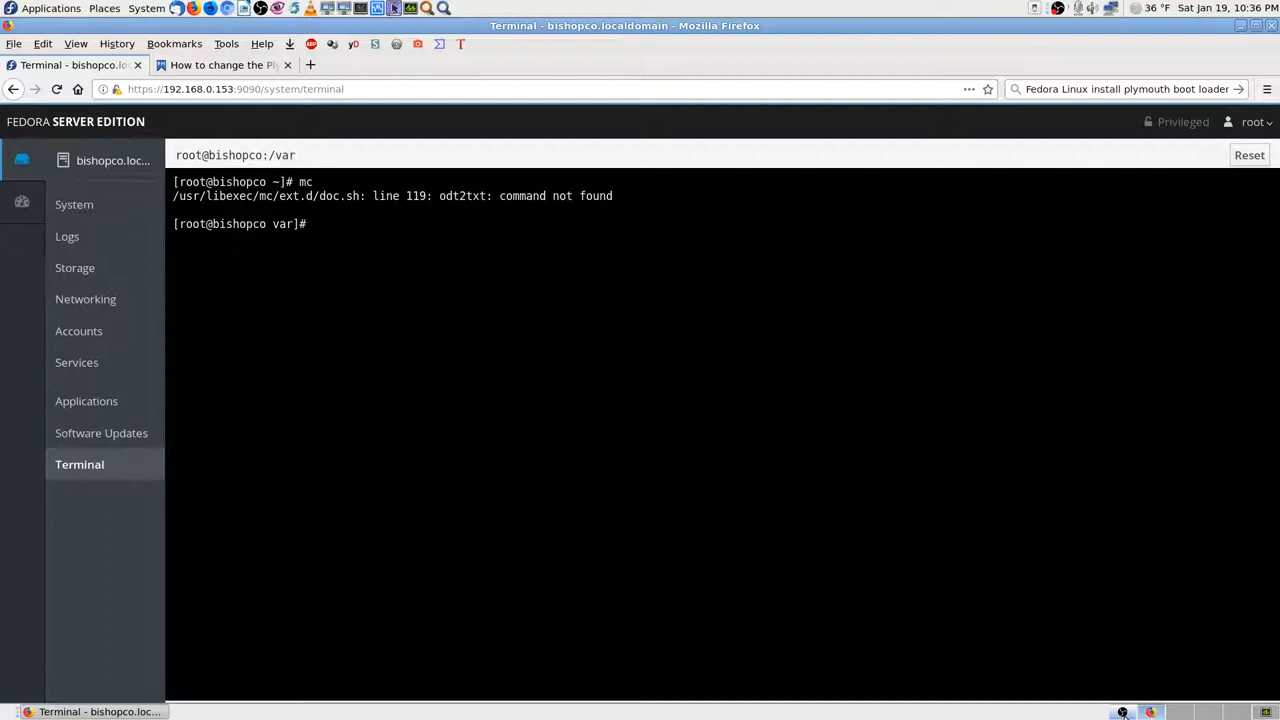 Applications Places System 36 °F Sat Jan 19, 10:36 PM
Terminal - bishopco.localdomain - Mozilla Firefox
File Edit View History Bookmarks Tools Help
Terminal - bishopco.lo How to change the Ply
https://192.168.0.153:9090/system/terminal
Fedora Linux install plymouth boot loader
FEDORA SERVER EDITION
Privileged root
bishopco.loc...
root@bishopco:/var
Reset
[root@bishopco ~]# mc
/usr/libexec/mc/ext.d/doc.sh: line 119: odt2txt: command not found
[root@bishopco var]#
System
Logs
Storage
Networking
Accounts
Services
Applications
Software Updates
Terminal
Terminal - bishopco.loc...